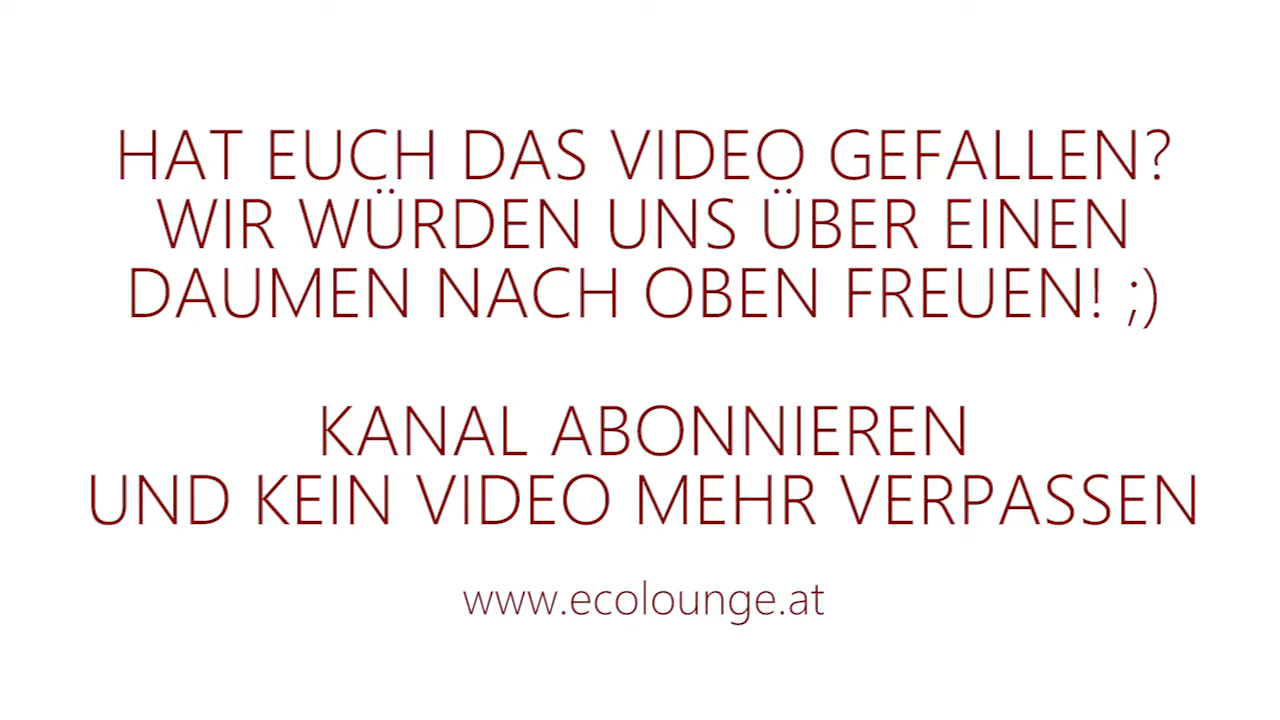 HAT EUCH DAS VIDEO GEFALLEN?
WIR WÜRDEN UNS ÜBER EINEN
DAUMEN NACH OBEN FREUEN! ;)
KANAL ABONNIEREN
UND KEIN VIDEO MEHR VERPASSEN
www.ecolounge.at